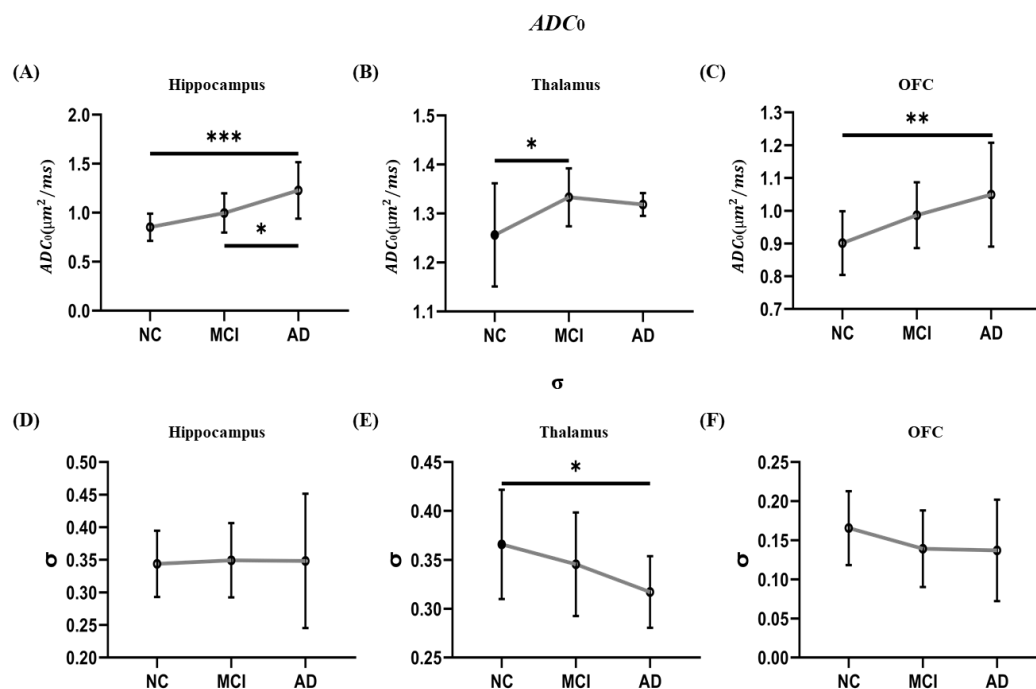 ADC₀
(A)
Hippocampus
***
*
ADC₀(μm²/ms)
2.0
1.5
1.0
0.5
0.0
NC MCI AD
(B)
Thalamus
*
ADC₀(μm²/ms)
1.5
1.4
1.3
1.2
1.1
NC MCI AD
(C)
OFC
**
ADC₀(μm²/ms)
1.3
1.2
1.1
1.0
0.9
0.8
0.7
NC MCI AD
σ
(D)
Hippocampus
σ
0.50
0.45
0.40
0.35
0.30
0.25
0.20
NC MCI AD
(E)
Thalamus
*
σ
0.45
0.40
0.35
0.30
0.25
NC MCI AD
(F)
OFC
σ
0.25
0.20
0.15
0.10
0.05
0.00
NC MCI AD